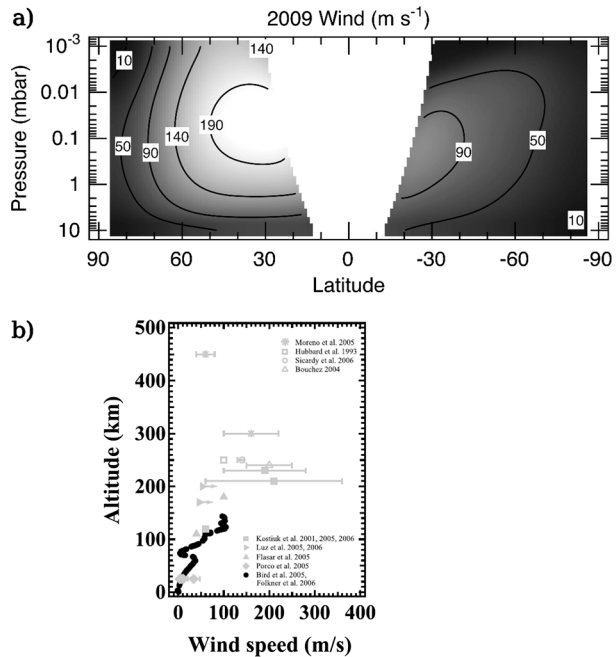 a)
2009 Wind (m s⁻¹)
10⁻³
0.01
0.1
1
10
Pressure (mbar)
10
50
90
140
190
140
90
50
10
90
60
30
0
-30
-60
-90
Latitude
b)
500
400
300
200
100
0
Altitude (km)
Moreno et al. 2005
Hubbard et al. 1993
Sicardy et al. 2006
Bouchez 2004
Kostiuk et al. 2001, 2005, 2006
Luz et al. 2005, 2006
Flasar et al. 2005
Porco et al. 2005
Bird et al. 2005,
Folkner et al. 2006
0 100 200 300 400
Wind speed (m/s)